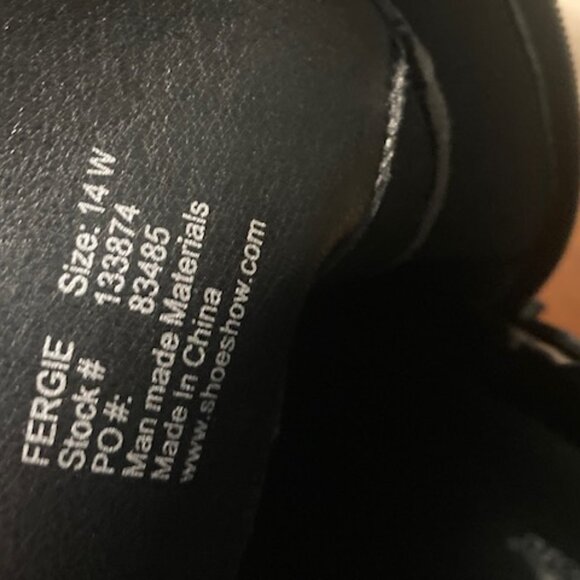 FERGIE Size: 14 W
Stock # 133874
PO #: 83485
Man made Materials
Made In China
www.shoeshow.com